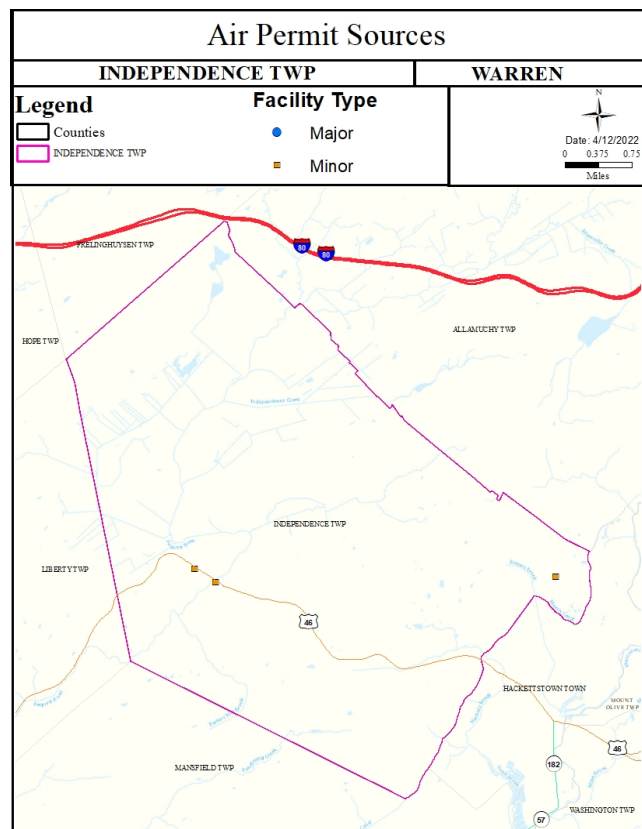 Air Permit Sources
INDEPENDENCE TWP
WARREN
Legend
Counties
INDEPENDENCE TWP
Facility Type
Major
Minor
N
Date: 4/12/2022
0 0.375 0.75
Miles
FRELINGHUYSEN TWP
80
80
ALLAMUCHY TWP
HOPE TWP
Independence Creek
INDEPENDENCE TWP
LIBERTY TWP
46
HACKETTSTOWN TOWN
MOUNT
OLIVE TWP
46
MANSFIELD TWP
182
WASHINGTON TWP
57